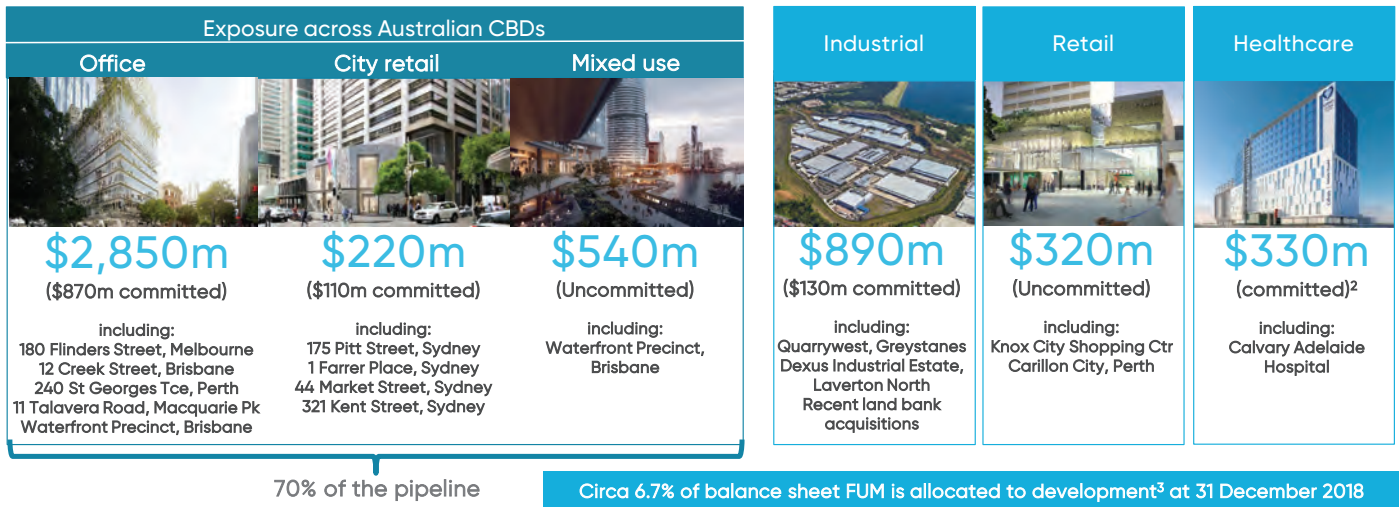 Exposure across Australian CBDs
Office
City retail
Mixed use
Industrial
Retail
Healthcare
$2,850m
($870m committed)
including:
180 Flinders Street, Melbourne
12 Creek Street, Brisbane
240 St Georges Tce, Perth
11 Talavera Road, Macquarie Pk
Waterfront Precinct, Brisbane
$220m
($110m committed)
including:
175 Pitt Street, Sydney
1 Farrer Place, Sydney
44 Market Street, Sydney
321 Kent Street, Sydney
$540m
(Uncommitted)
including:
Waterfront Precinct,
Brisbane
$890m
($130m committed)
including:
Quarrywest, Greystanes
Dexus Industrial Estate,
Laverton North
Recent land bank
acquisitions
$320m
(Uncommitted)
including:
Knox City Shopping Ctr
Carillon City, Perth
$330m
(committed)²
including:
Calvary Adelaide
Hospital
70% of the pipeline
Circa 6.7% of balance sheet FUM is allocated to development³ at 31 December 2018